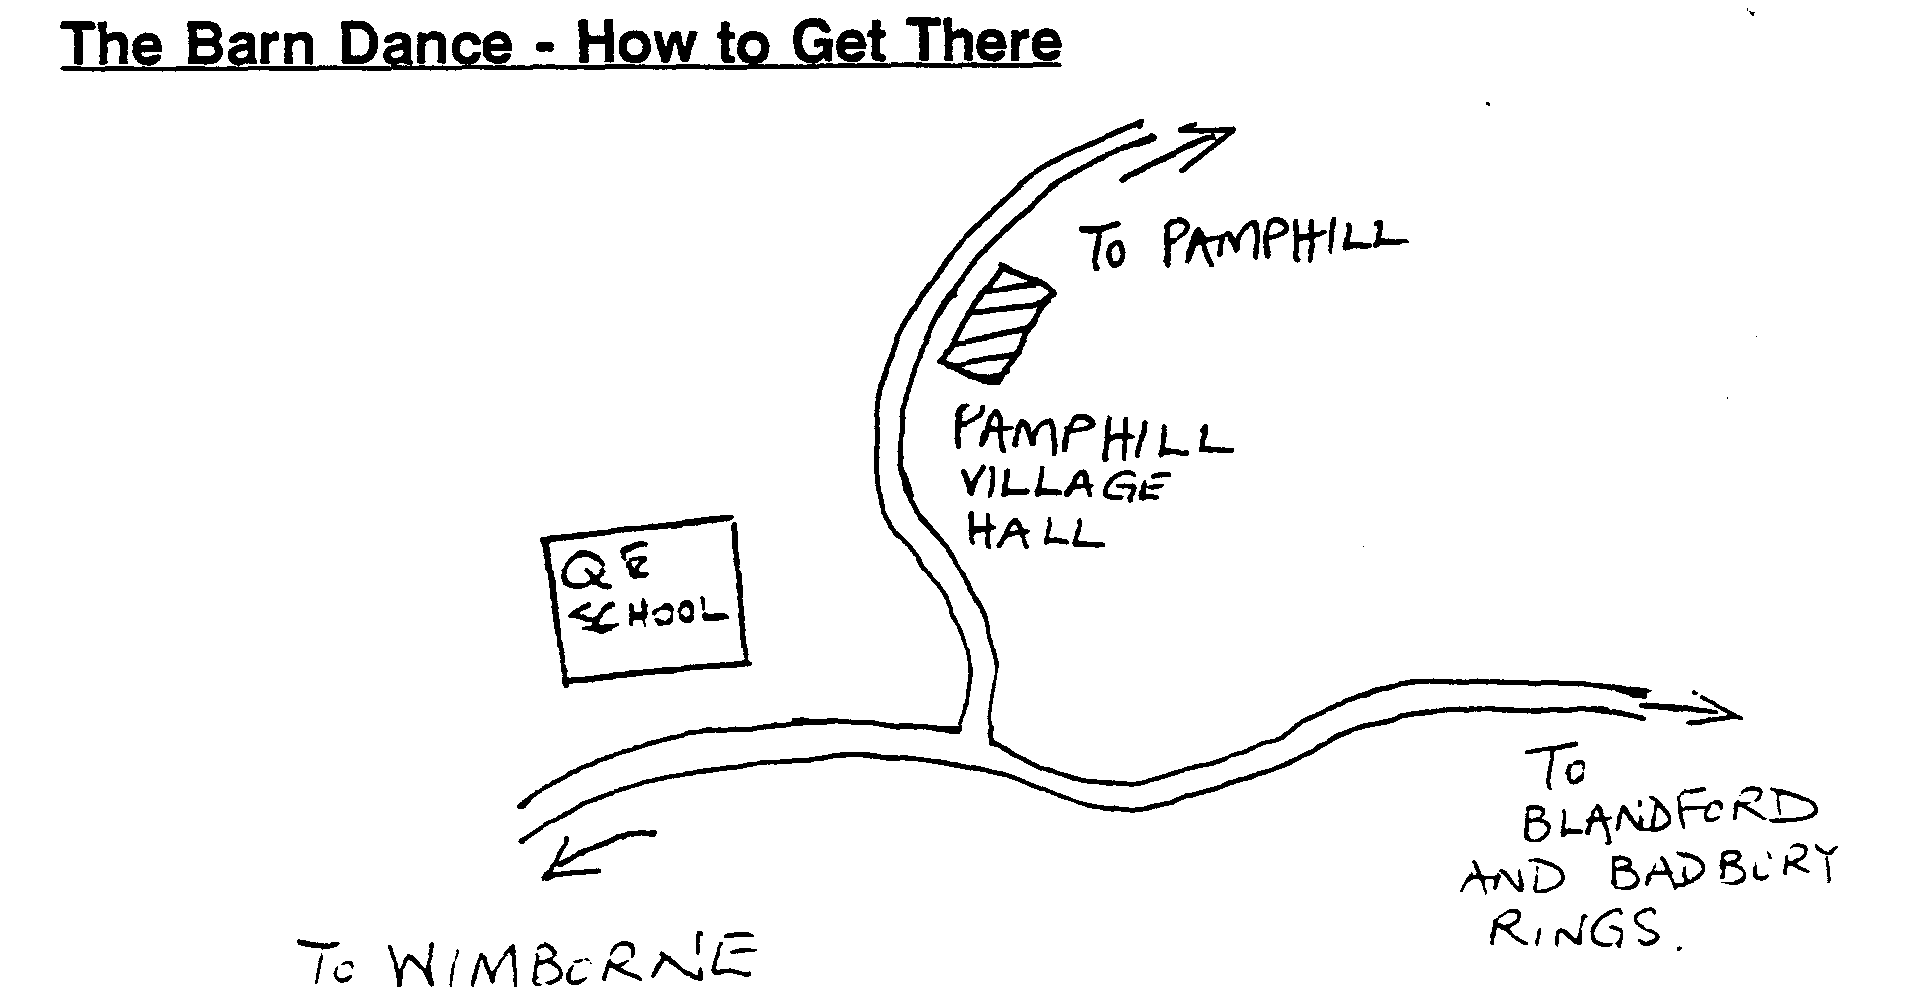 The Barn Dance - How to Get There
TO PAMPHILL
PAMPHILL
VILLAGE
HALL
QE
SCHOOL
TO
BLANDFORD
AND BADBURY
RINGS.
TO WIMBORNE